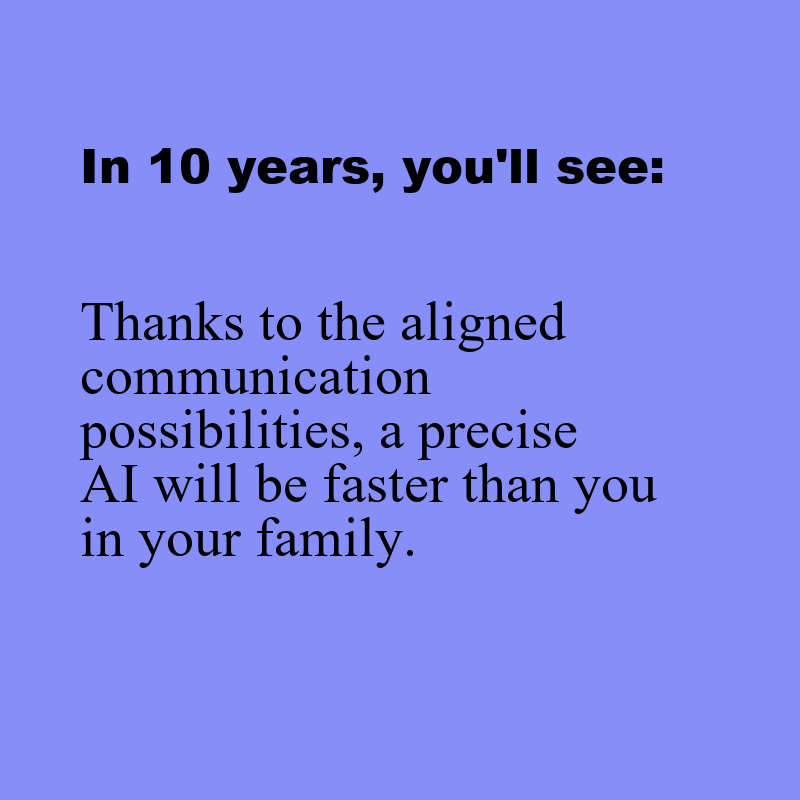 In 10 years, you'll see:
Thanks to the aligned
communication
possibilities, a precise
AI will be faster than you
in your family.